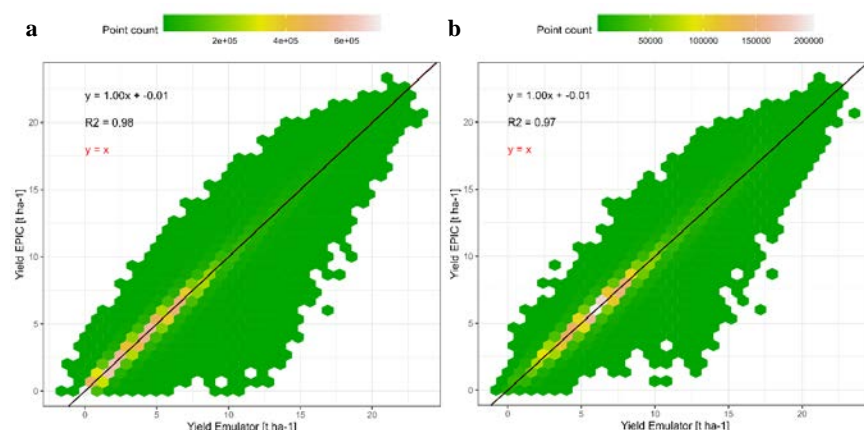 a
Point count
2e+05 4e+05 6e+05
y = 1.00x + -0.01
R2 = 0.98
y = x
20
15
10
5
0
Yield EPIC [t ha-1]
0 5 10 15 20
Yield Emulator [t ha-1]
b
Point count
50000 100000 150000 200000
y = 1.00x + -0.01
R2 = 0.97
y = x
20
15
10
5
0
Yield EPIC [t ha-1]
0 5 10 15 20
Yield Emulator [t ha-1]